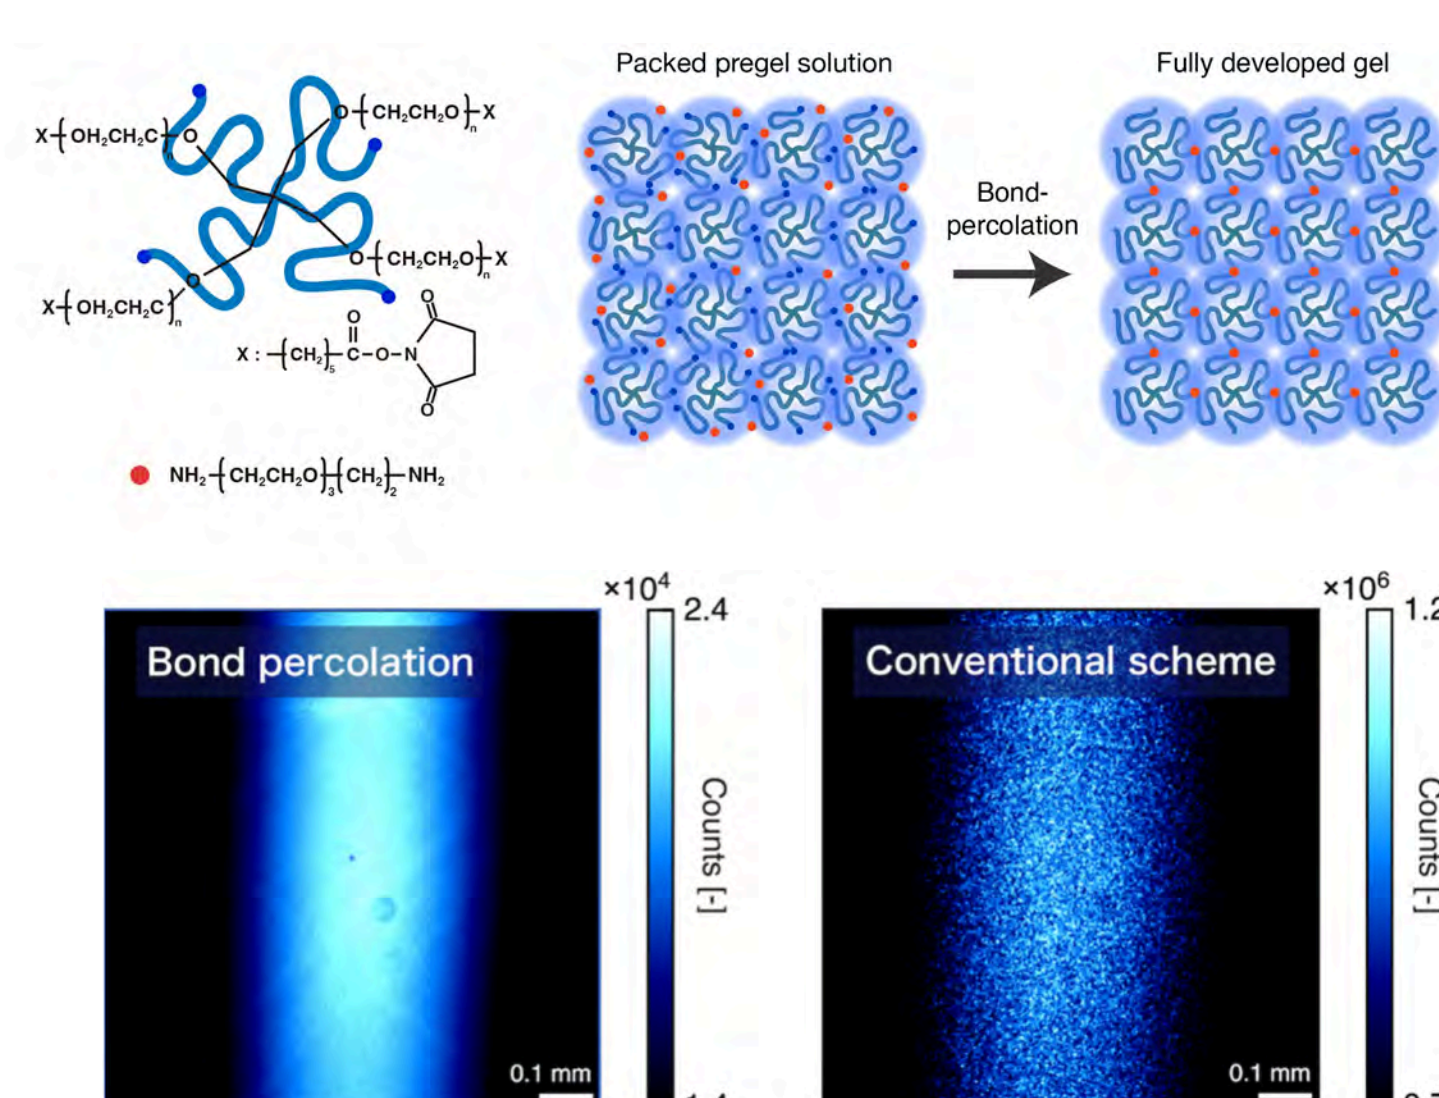 Packed pregel solution
Fully developed gel
X-(OH₂CH₂C)ₙ-O
O-(CH₂CH₂O)ₙ-X
Bond-
percolation
O-(CH₂CH₂O)ₙ-X
X-(OH₂CH₂C)ₙ
O
X : -(CH₂)₅-C-O-N
O
O
O
NH₂-(CH₂CH₂O)₃-(CH₂)₂-NH₂
×10⁴
2.4
×10⁶
Bond percolation
Conventional scheme
Counts [-]
Counts [-]
0.1 mm
0.1 mm